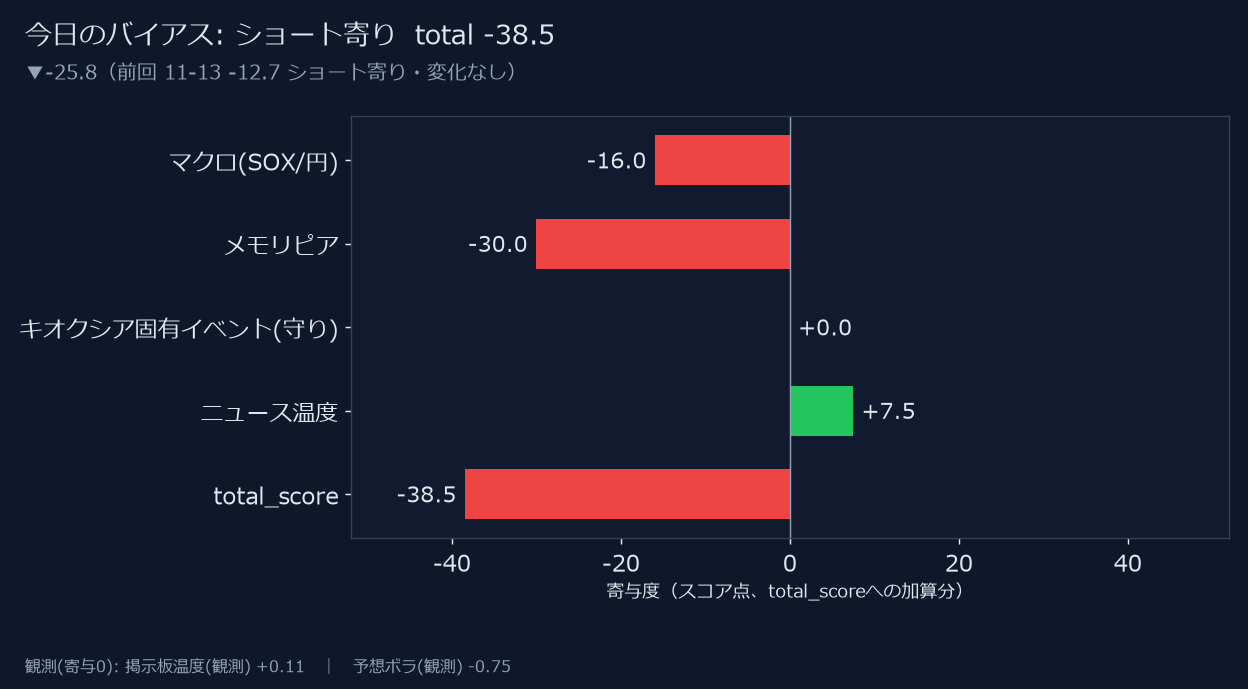 今日のバイアス: ショート寄り total -38.5
▼-25.8（前回 11-13 -12.7 ショート寄り・変化なし）
マクロ(SOX/円)
-16.0
メモリピア
-30.0
キオクシア固有イベント(守り)
+0.0
ニュース温度
+7.5
total_score
-38.5
-40 -20 0 20 40
寄与度（スコア点、total_scoreへの加算分）
観測(寄与0): 掲示板温度(観測) +0.11 ｜ 予想ボラ(観測) -0.75